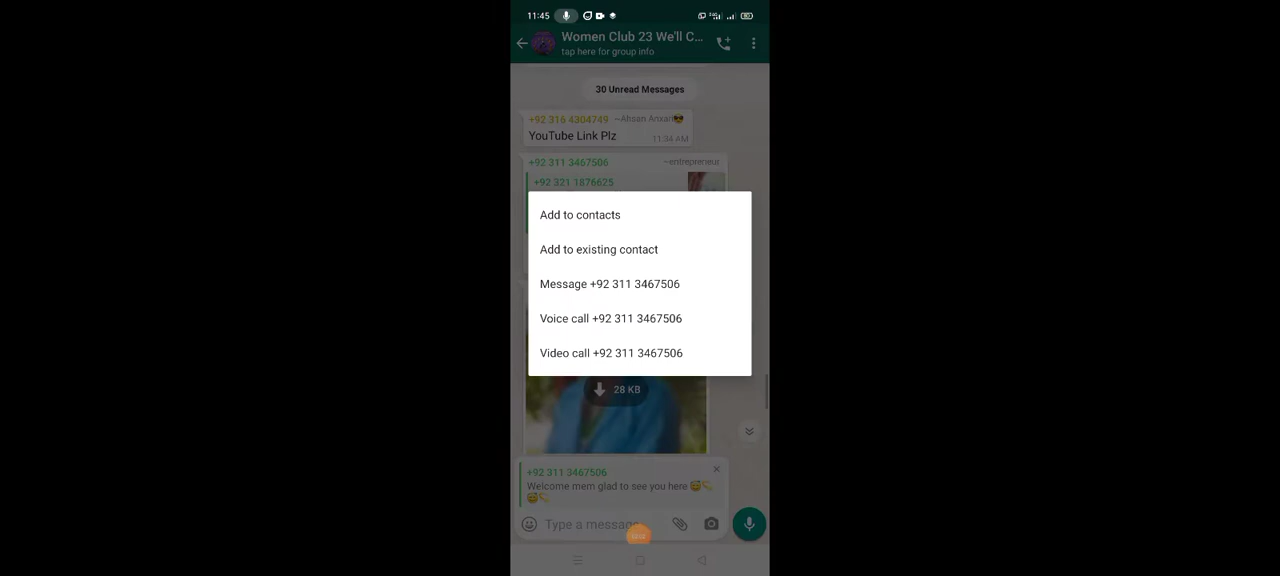 11:45
Women Club 23 We'll C...
tap here for group info
30 Unread Messages
+92 316 4304749 ~Ahsan Anxari😎
YouTube Link Plz 11:34 AM
+92 311 3467506 ~entrepreneur
+92 321 1876625
Add to contacts
Add to existing contact
Message +92 311 3467506
Voice call +92 311 3467506
Video call +92 311 3467506
28 KB
+92 311 3467506
Welcome mem glad to see you here 😅💫
😅💫
Type a message